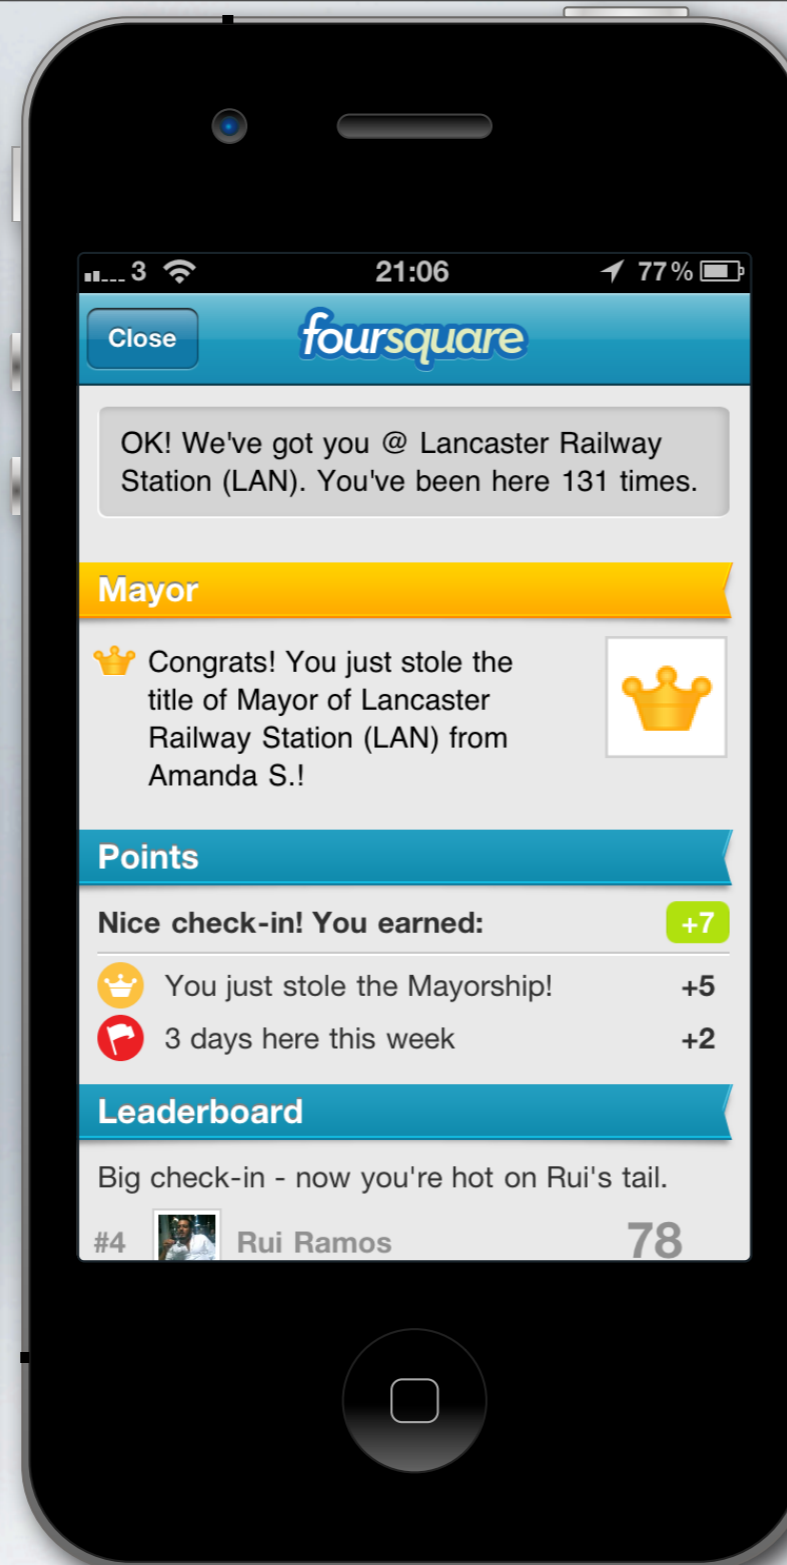 3 21:06 77%
Close foursquare
OK! We've got you @ Lancaster Railway
Station (LAN). You've been here 131 times.
Mayor
Congrats! You just stole the
title of Mayor of Lancaster
Railway Station (LAN) from
Amanda S.!
Points
Nice check-in! You earned: +7
You just stole the Mayorship! +5
3 days here this week +2
Leaderboard
Big check-in - now you're hot on Rui's tail.
#4 Rui Ramos 78